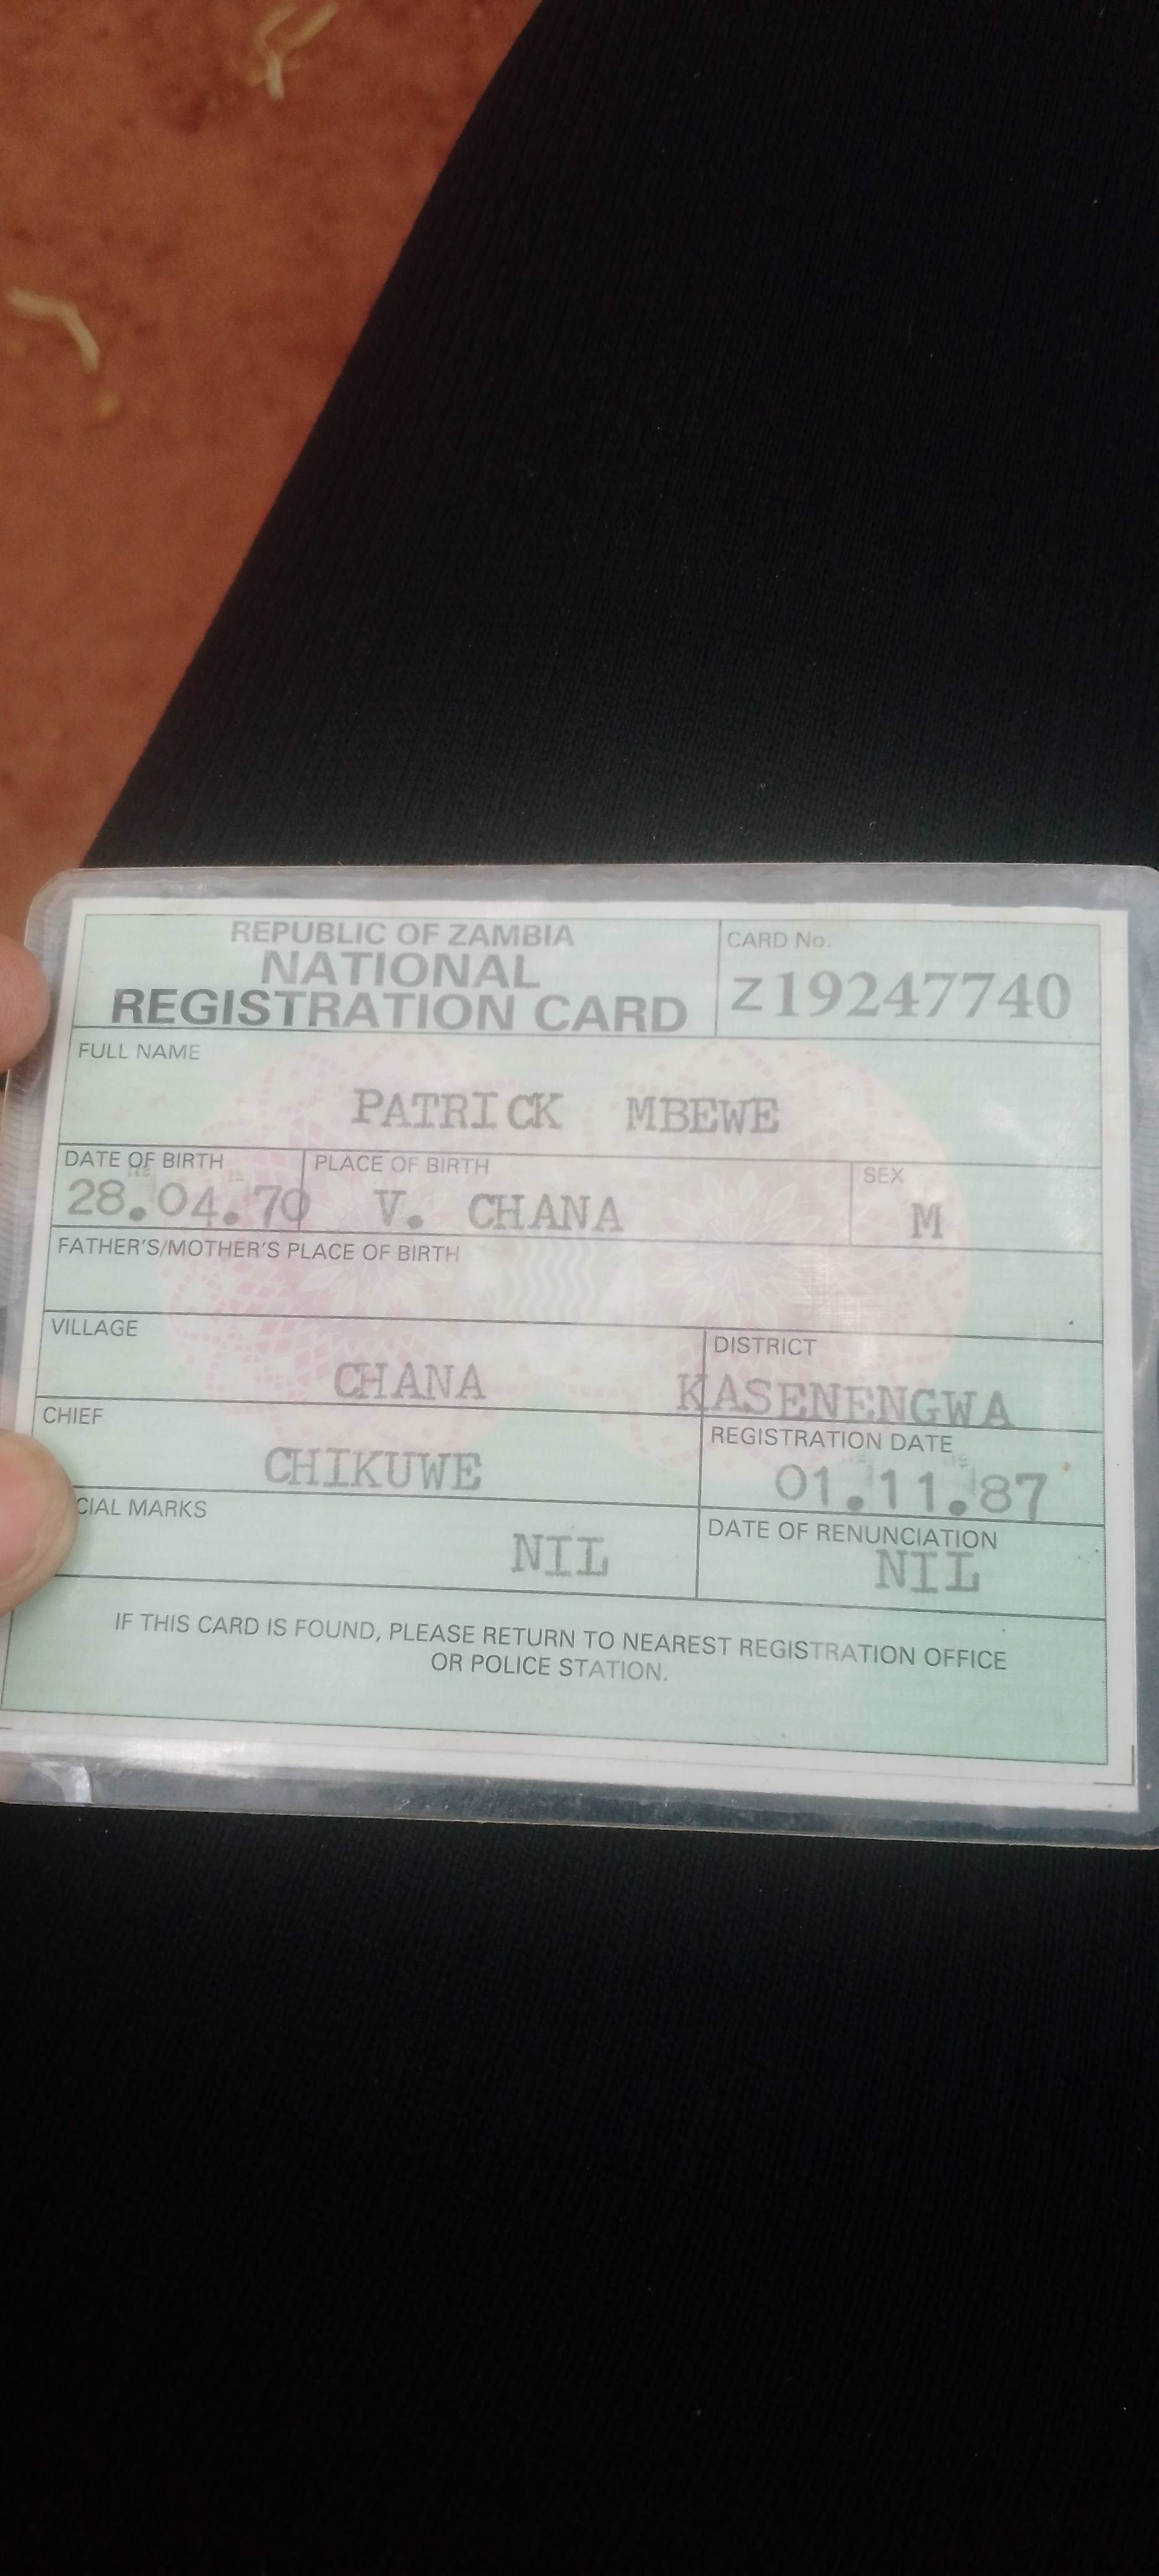 REPUBLIC OF ZAMBIA
NATIONAL
REGISTRATION CARD
CARD No.
Z19247740
FULL NAME
PATRICK MBEWE
DATE OF BIRTH
28.04.70
PLACE OF BIRTH
V. CHANA
SEX
M
FATHER'S/MOTHER'S PLACE OF BIRTH
VILLAGE
CHANA
DISTRICT
KASENENGWA
CHIEF
CHIKUWE
REGISTRATION DATE
01.11.87
CIAL MARKS
NIL
DATE OF RENUNCIATION
NIL
IF THIS CARD IS FOUND, PLEASE RETURN TO NEAREST REGISTRATION OFFICE
OR POLICE STATION.